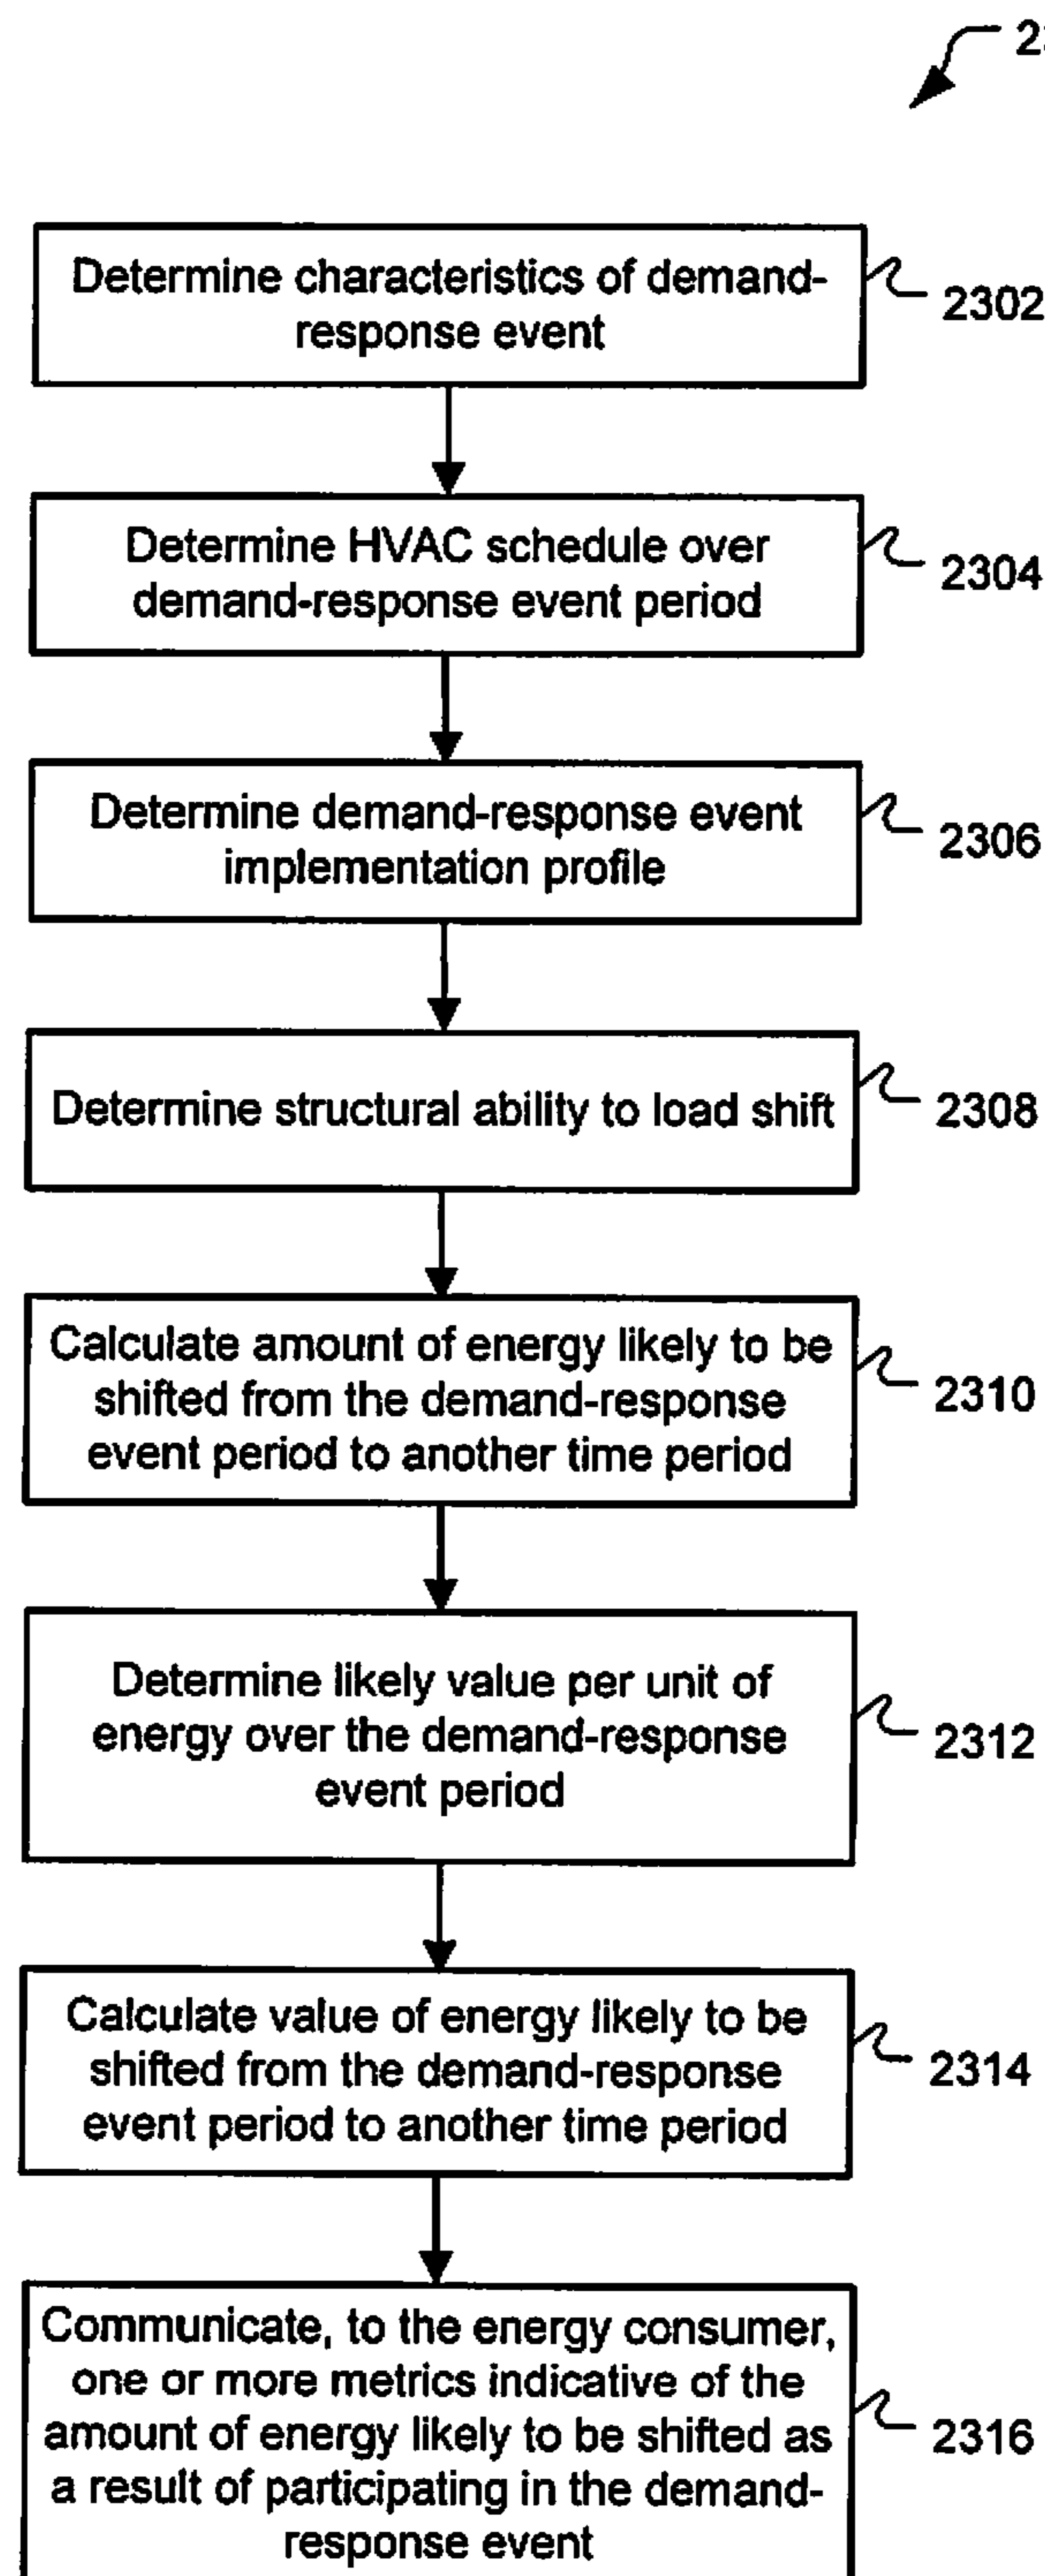 Determine characteristics of demand-
response event
2302
Determine HVAC schedule over
demand-response event period
2304
Determine demand-response event
implementation profile
2306
Determine structural ability to load shift
2308
Calculate amount of energy likely to be
shifted from the demand-response
event period to another time period
2310
Determine likely value per unit of
energy over the demand-response
event period
2312
Calculate value of energy likely to be
shifted from the demand-response
event period to another time period
2314
Communicate, to the energy consumer,
one or more metrics indicative of the
amount of energy likely to be shifted as
a result of participating in the demand-
response event
2316